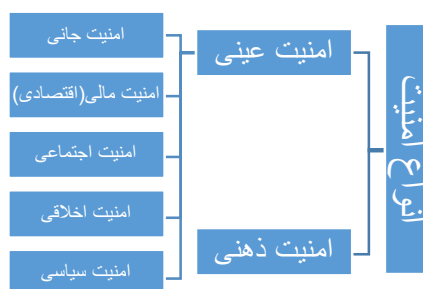 انواع امنیت
امنیت عینی
امنیت جانی
امنیت مالی(اقتصادی)
امنیت اجتماعی
امنیت اخلاقی
امنیت سیاسی
امنیت ذهنی